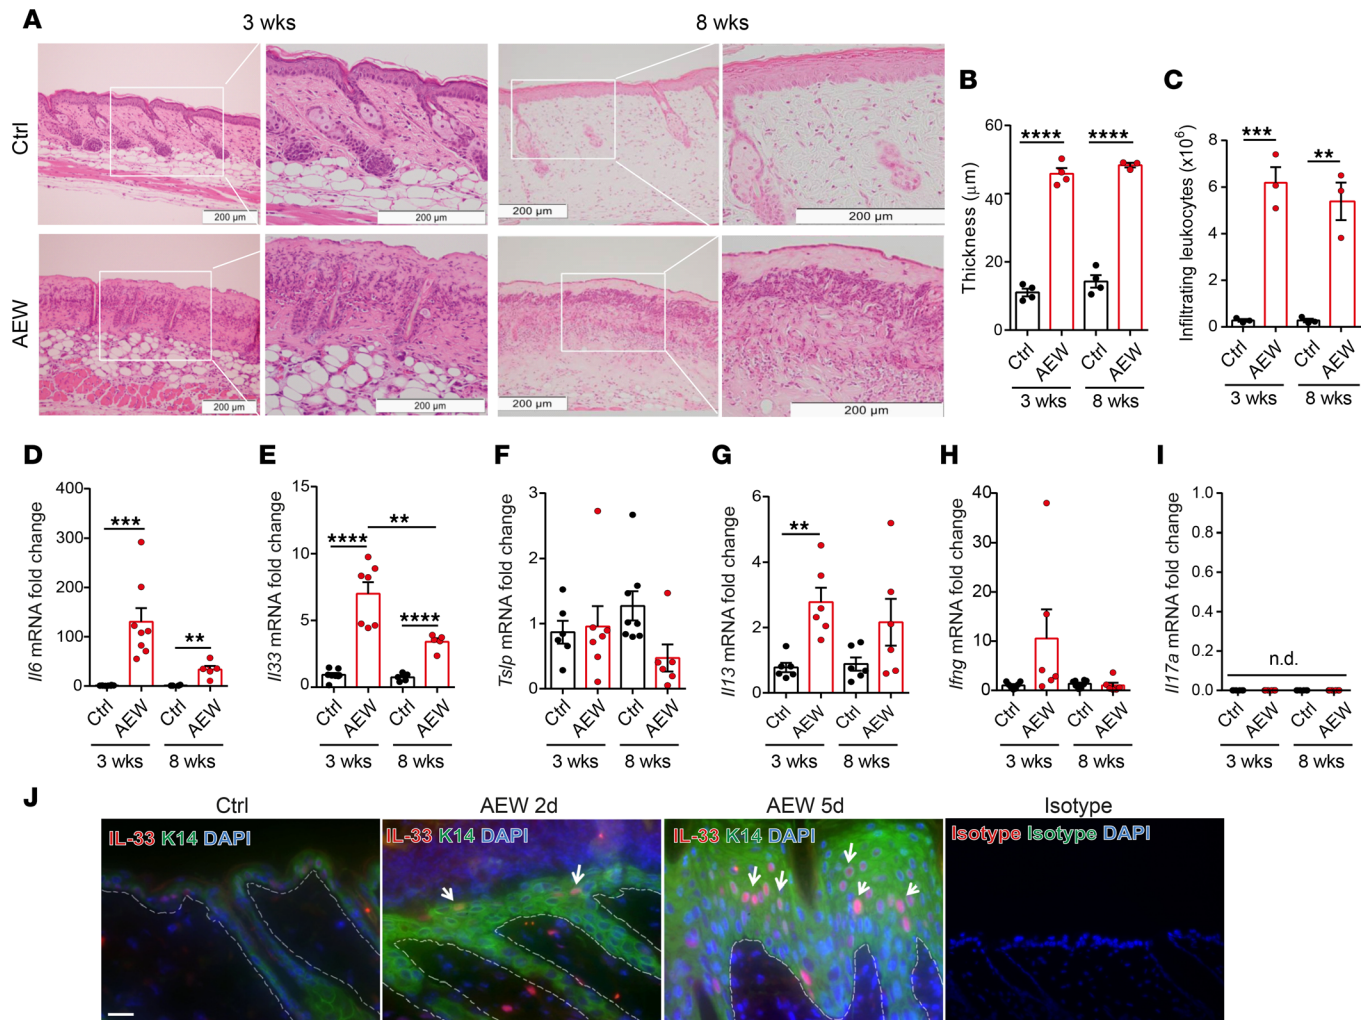 A
3 wks
8 wks
Ctrl
200 µm
200 µm
200 µm
200 µm
AEW
200 µm
200 µm
200 µm
200 µm
B
Thickness (µm)
60
40
20
0
**** ****
Ctrl AEW Ctrl AEW
3 wks 8 wks
C
Infiltrating leukocytes (x10⁶)
8
6
4
2
0
*** **
Ctrl AEW Ctrl AEW
3 wks 8 wks
D
Il6 mRNA fold change
400
300
200
100
0
*** **
Ctrl AEW Ctrl AEW
3 wks 8 wks
E
Il33 mRNA fold change
15
10
5
0
**** ** ****
Ctrl AEW Ctrl AEW
3 wks 8 wks
F
Tslp mRNA fold change
3
2
1
0
Ctrl AEW Ctrl AEW
3 wks 8 wks
G
Il13 mRNA fold change
6
4
2
0
**
Ctrl AEW Ctrl AEW
3 wks 8 wks
H
Ifng mRNA fold change
40
30
20
10
0
Ctrl AEW Ctrl AEW
3 wks 8 wks
I
Il17a mRNA fold change
1.0
0.8
0.6
0.4
0.2
0.0
n.d.
Ctrl AEW Ctrl AEW
3 wks 8 wks
J
Ctrl
AEW 2d
AEW 5d
Isotype
IL-33 K14 DAPI
IL-33 K14 DAPI
IL-33 K14 DAPI
Isotype Isotype DAPI